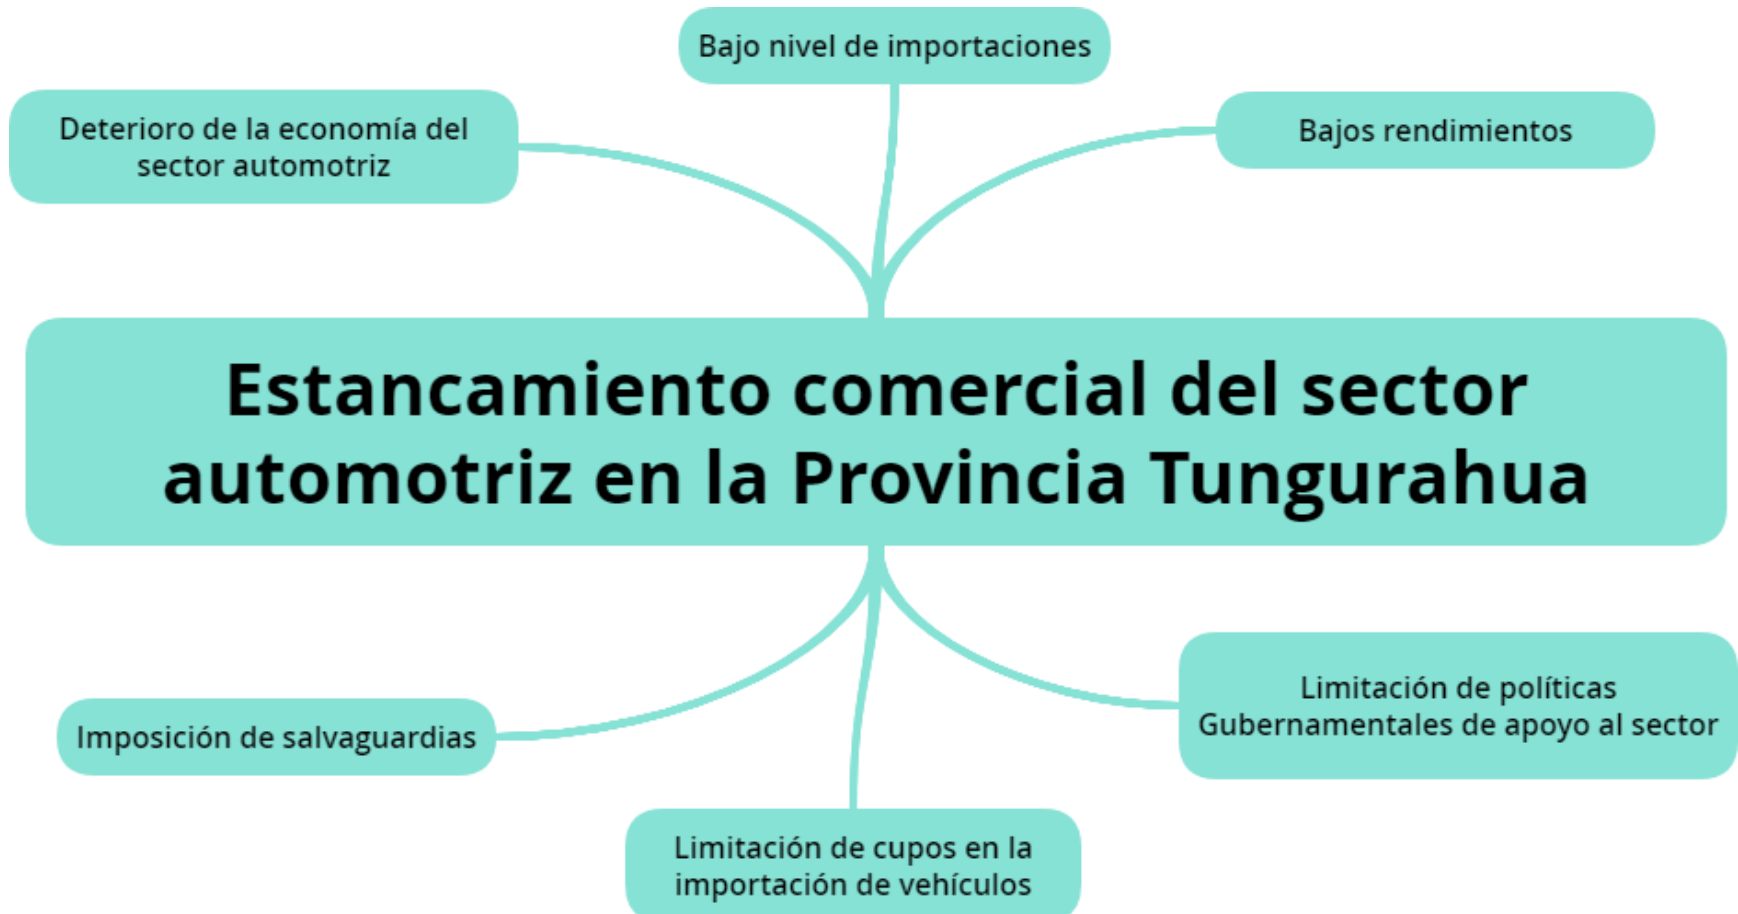 Bajo nivel de importaciones
Deterioro de la economía del
sector automotriz
Bajos rendimientos
Estancamiento comercial del sector
automotriz en la Provincia Tungurahua
Imposición de salvaguardias
Limitación de políticas
Gubernamentales de apoyo al sector
Limitación de cupos en la
importación de vehículos